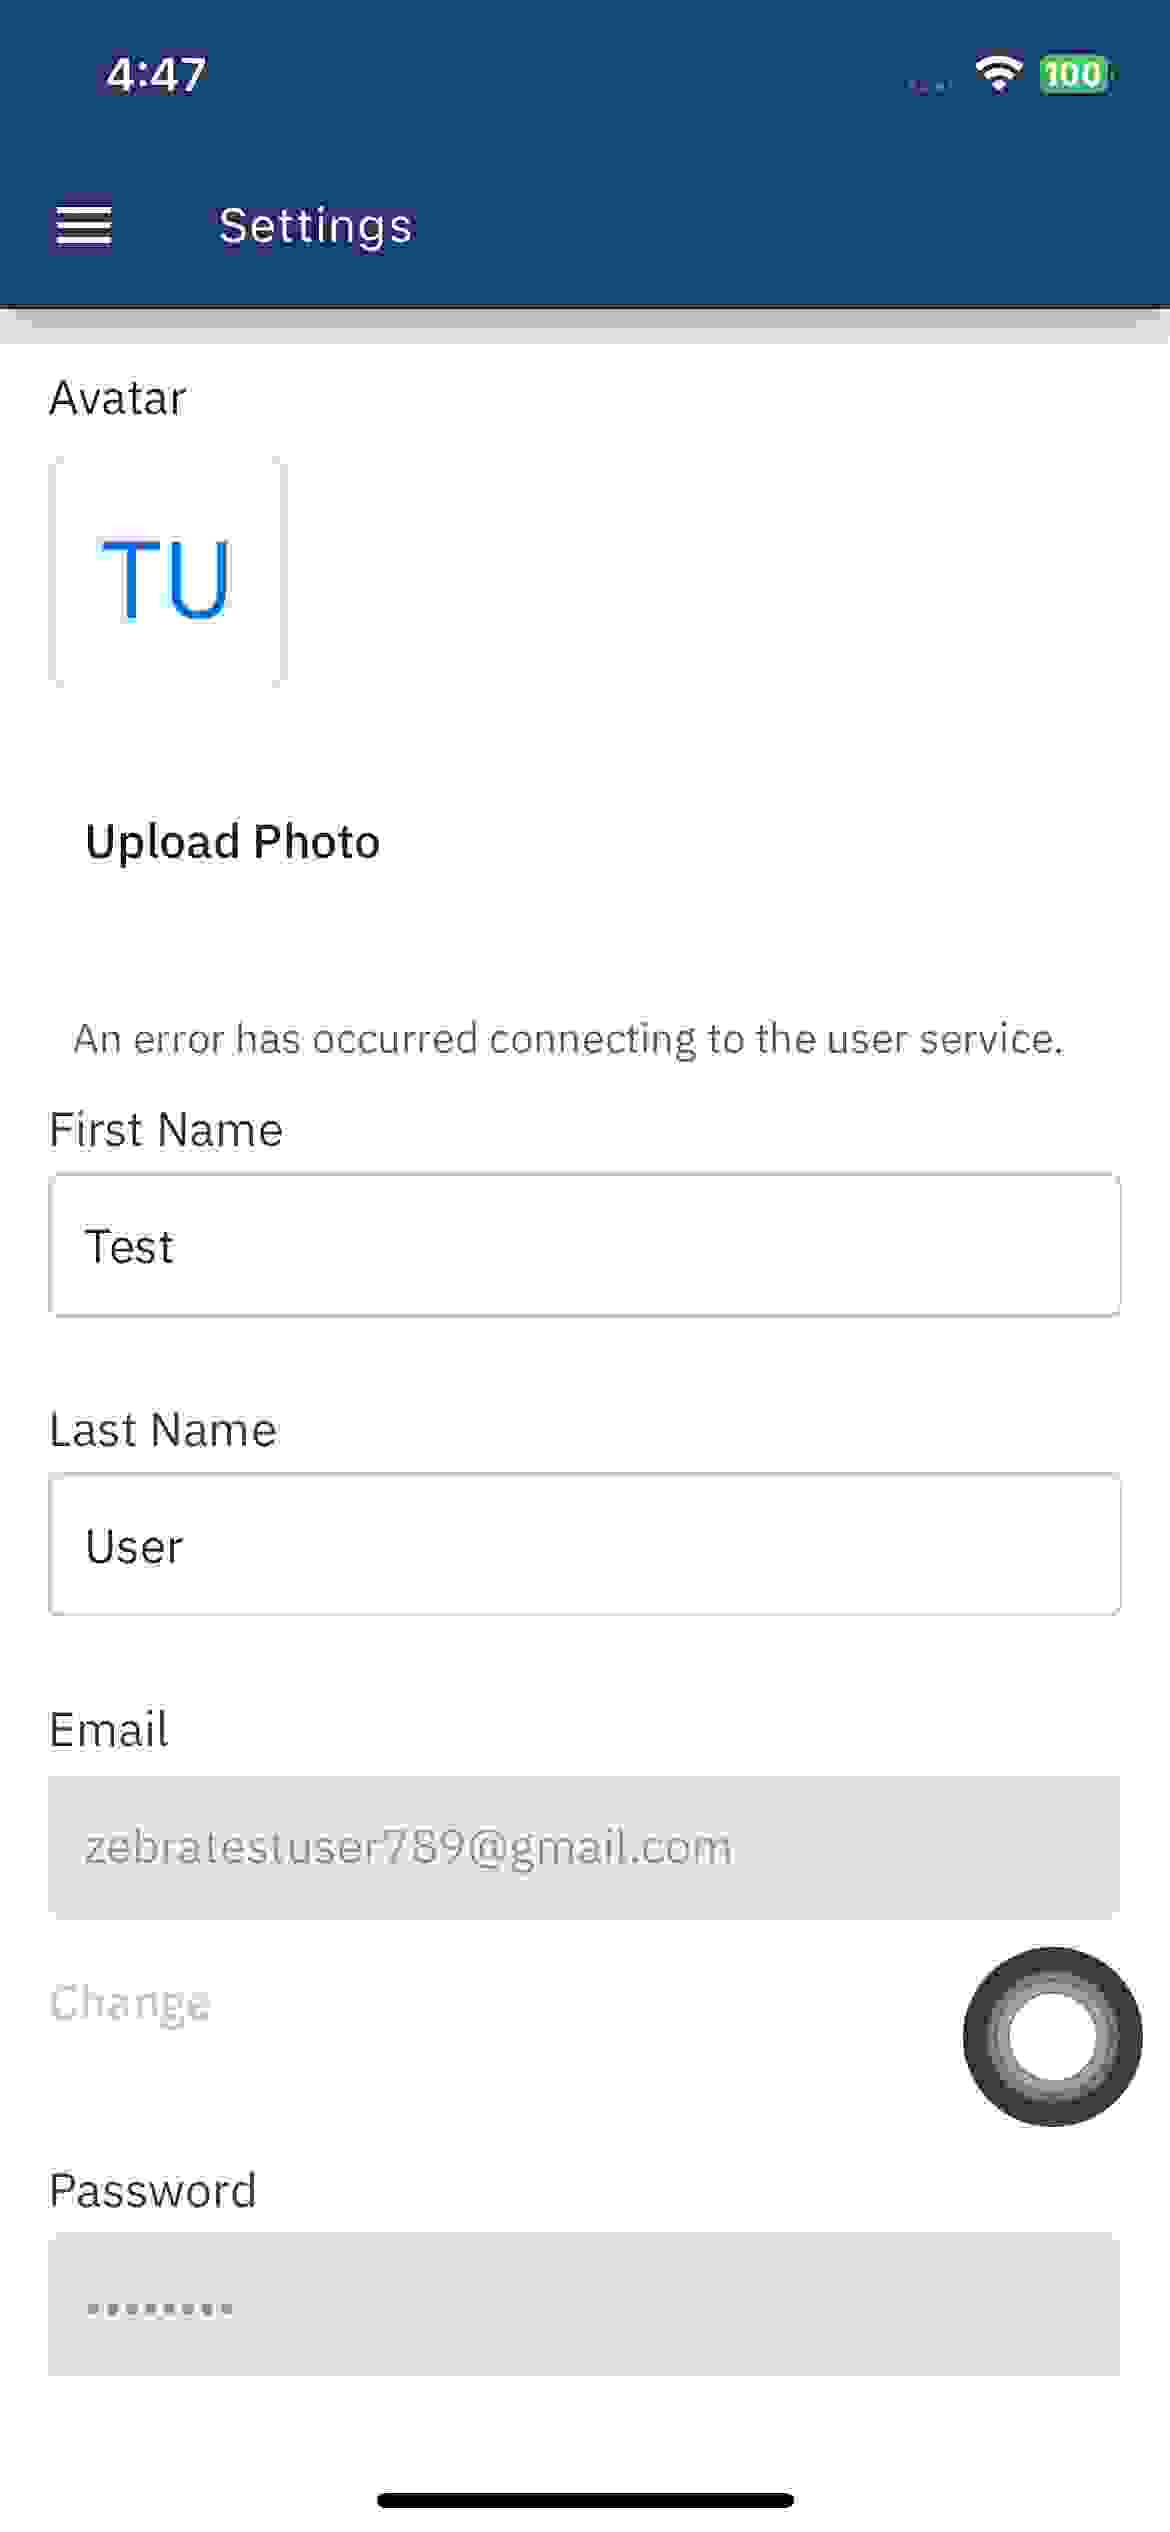 4:47
100
Settings
Avatar
TU
Upload Photo
An error has occurred connecting to the user service.
First Name
Test
Last Name
User
Email
zebratestuser789@gmail.com
Change
Password
••••••••